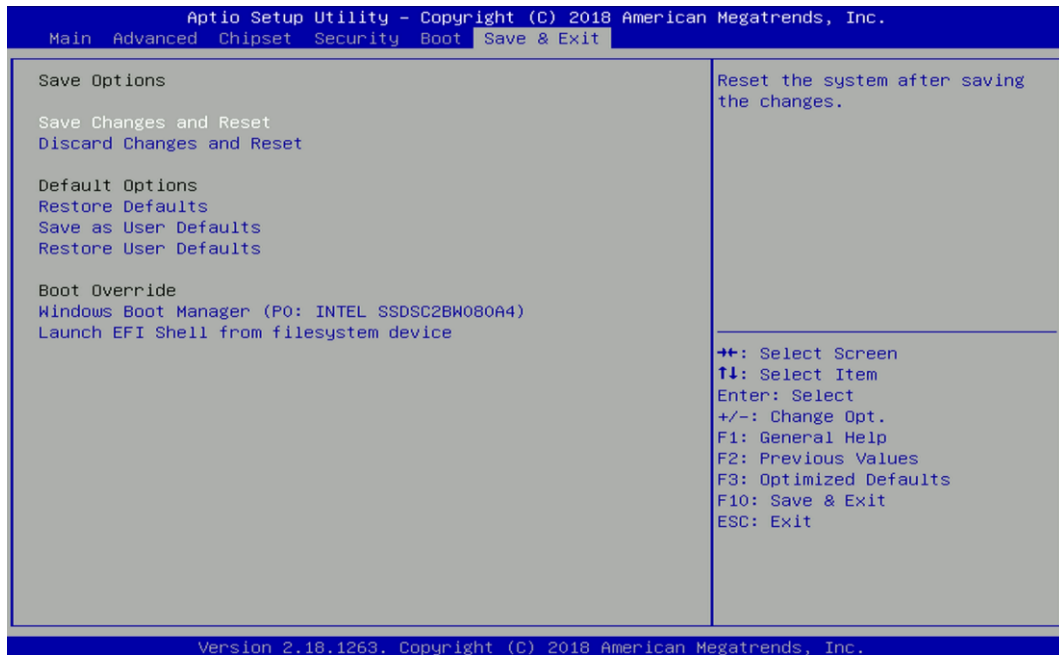 Aptio Setup Utility – Copyright (C) 2018 American Megatrends, Inc.
Main Advanced Chipset Security Boot Save & Exit
Save Options
Save Changes and Reset
Discard Changes and Reset
Default Options
Restore Defaults
Save as User Defaults
Restore User Defaults
Boot Override
Windows Boot Manager (P0: INTEL SSDSC2BW080A4)
Launch EFI Shell from filesystem device
Reset the system after saving
the changes.
→←: Select Screen
↑↓: Select Item
Enter: Select
+/-: Change Opt.
F1: General Help
F2: Previous Values
F3: Optimized Defaults
F10: Save & Exit
ESC: Exit
Version 2.18.1263. Copyright (C) 2018 American Megatrends, Inc.